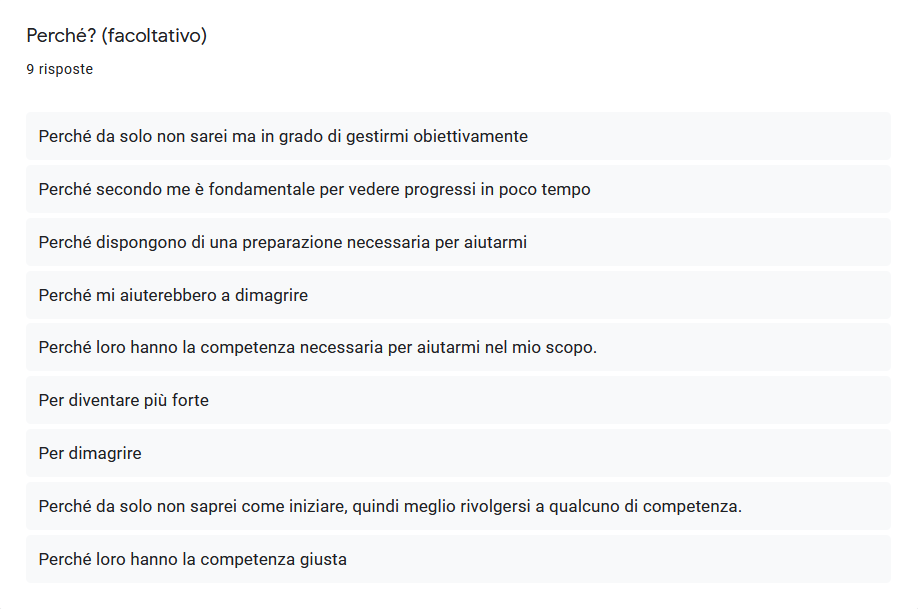 Perché? (facoltativo)
9 risposte
Perché da solo non sarei ma in grado di gestirmi obiettivamente
Perché secondo me è fondamentale per vedere progressi in poco tempo
Perché dispongono di una preparazione necessaria per aiutarmi
Perché mi aiuterebbero a dimagrire
Perché loro hanno la competenza necessaria per aiutarmi nel mio scopo.
Per diventare più forte
Per dimagrire
Perché da solo non saprei come iniziare, quindi meglio rivolgersi a qualcuno di competenza.
Perché loro hanno la competenza giusta